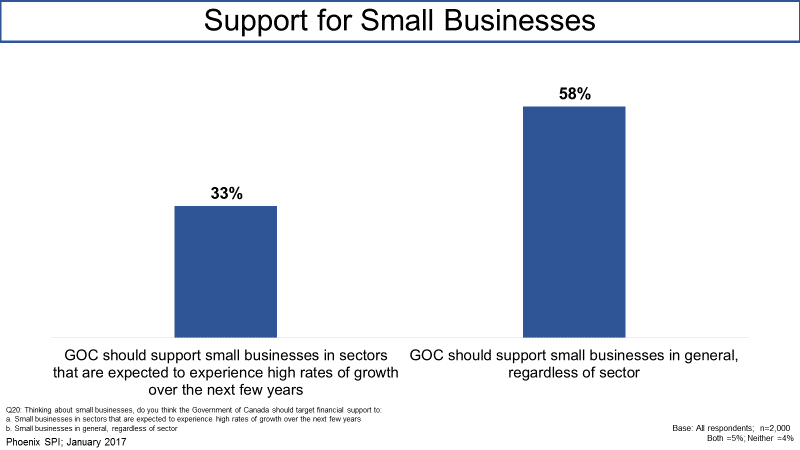 Support for Small Businesses
58%
33%
GOC should support small businesses in sectors
that are expected to experience high rates of growth
over the next few years
GOC should support small businesses in general,
regardless of sector
Q20: Thinking about small businesses, do you think the Government of Canada should target financial support to:
a. Small businesses in sectors that are expected to experience high rates of growth over the next few years
b. Small businesses in general, regardless of sector
Phoenix SPI; January 2017
Base: All respondents; n=2,000
Both =5%; Neither =4%